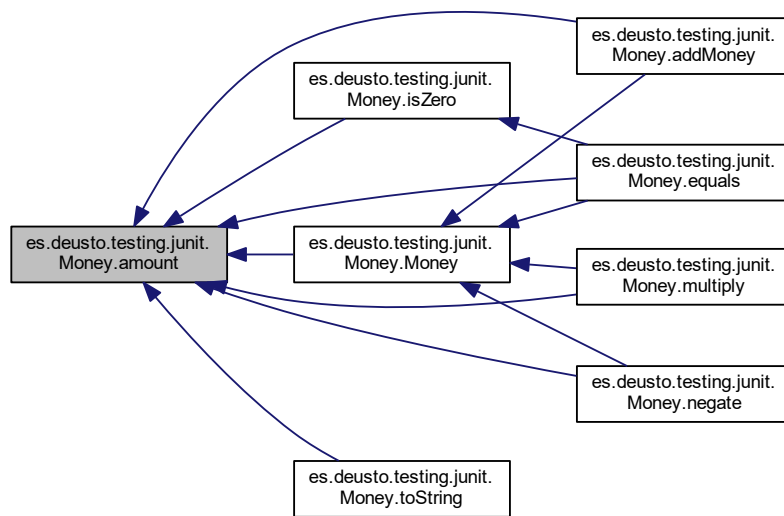 es.deusto.testing.junit.
Money.addMoney
es.deusto.testing.junit.
Money.isZero
es.deusto.testing.junit.
Money.equals
es.deusto.testing.junit.
Money.amount
es.deusto.testing.junit.
Money.Money
es.deusto.testing.junit.
Money.multiply
es.deusto.testing.junit.
Money.negate
es.deusto.testing.junit.
Money.toString